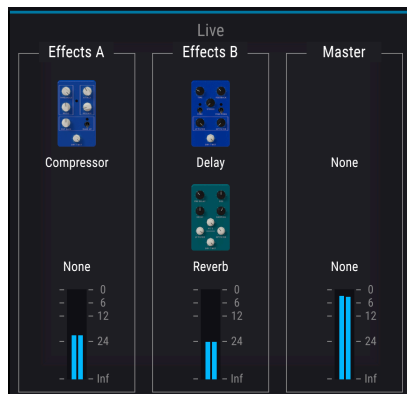 Live
Effects A Effects B Master
Compressor Delay None
None Reverb None
0 0 0
6 6 6
12 12 12
24 24 24
Inf Inf Inf